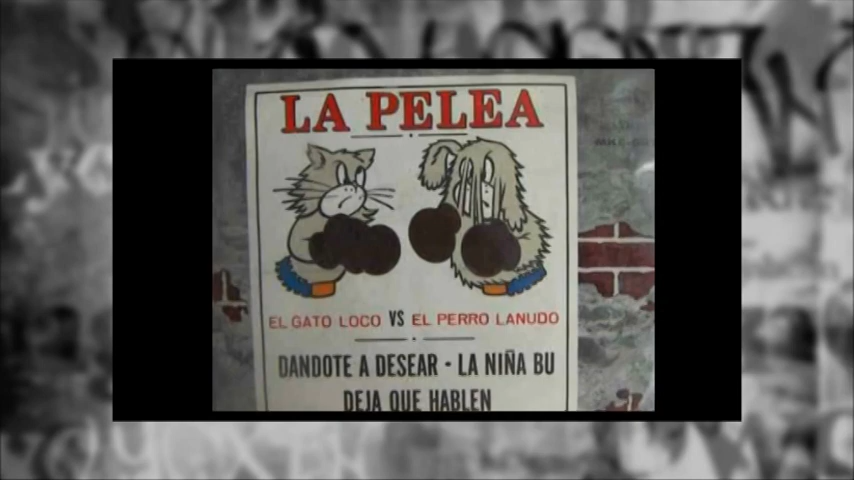 LA PELEA
EL GATO LOCO VS EL PERRO LANUDO
DANDOTE A DESEAR · LA NIÑA BU
DEJA QUE HABLEN